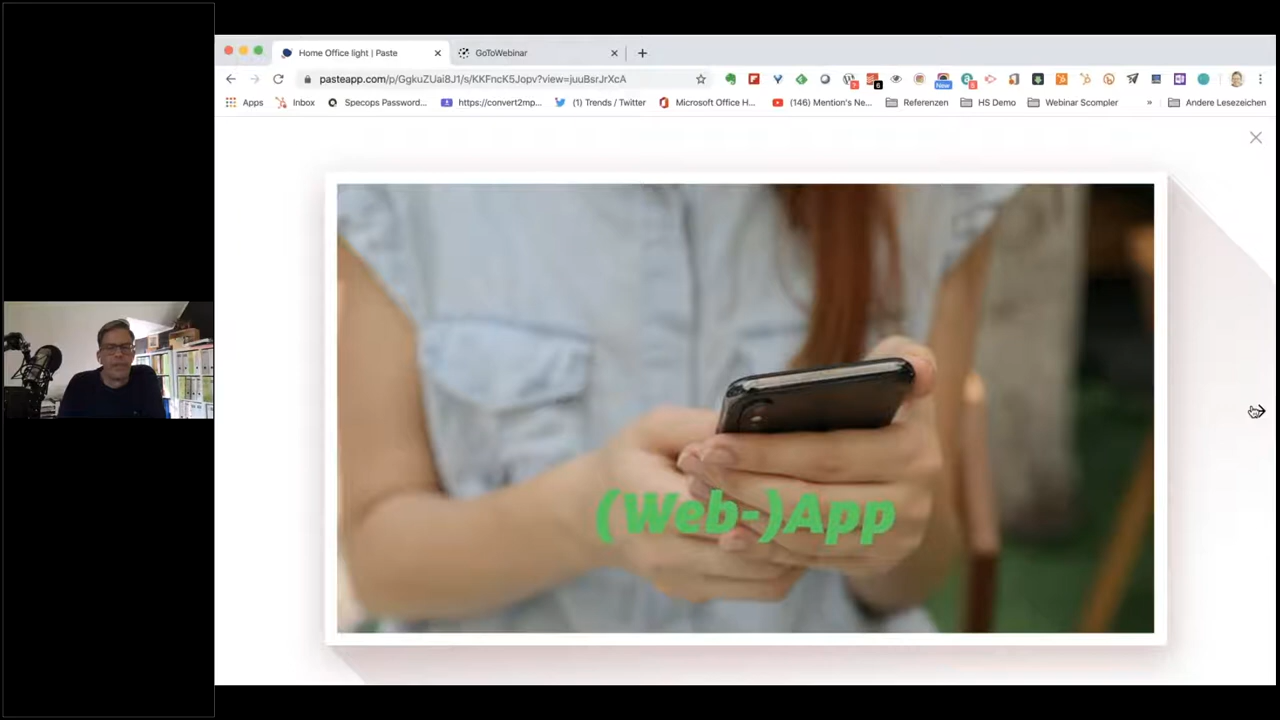 Home Office light | Paste
GoToWebinar
pasteapp.com/p/GgkuZUai8J1/s/KKFncK5Jopv?view=juuBsrJrXcA
New
Apps
Inbox
Specops Password...
https://convert2mp...
(1) Trends / Twitter
Microsoft Office H...
(146) Mention's Ne...
Referenzen
HS Demo
Webinar Scompler
»
Andere Lesezeichen
(Web-)App